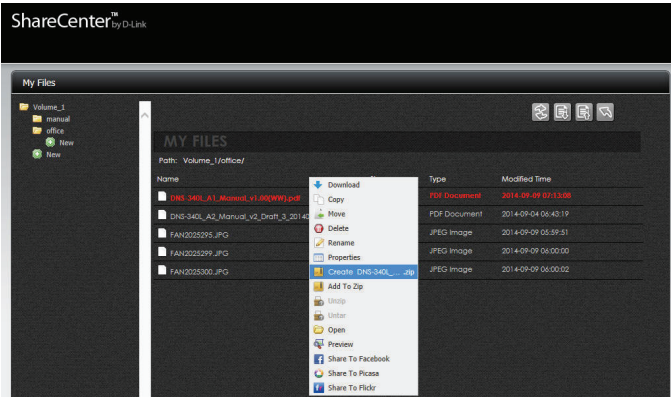 ShareCenter™ by D-Link
My Files
Volume_1
manual
office
New
New
MY FILES
Path: Volume_1/office/
Name Type Modified Time
DNS-340L_A1_Manual_v1.00(WW).pdf PDF Document 2014-09-09 07:53:08
DNS-340L_A2_Manual_v2_Draft_3_2014 PDF Document 2014-09-04 06:43:19
FAN2025295.JPG JPEG Image 2014-09-09 05:59:51
FAN2025299.JPG JPEG Image 2014-09-09 06:00:00
FAN2025300.JPG JPEG Image 2014-09-09 06:00:02
Download
Copy
Move
Delete
Rename
Properties
Create DNS-340L_... .zip
Add To Zip
Unzip
Untar
Open
Preview
Share To Facebook
Share To Picasa
Share To Flickr